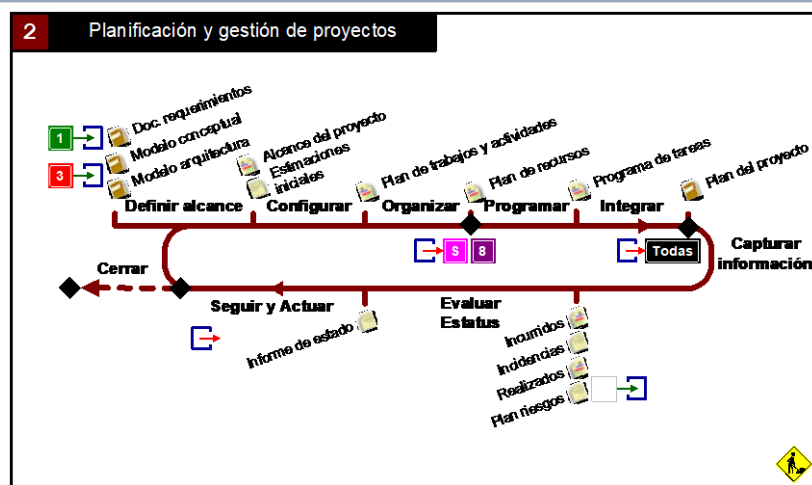 2 Planificación y gestión de proyectos
1
3
Doc. requerimientos
Modelo conceptual
Modelo arquitectura
Alcance del proyecto
Estimaciones
iniciales
Plan de trabajos y actividades
Plan de recursos
Programa de tareas
Plan del proyecto
Definir alcance
Configurar
Organizar
Programar
Integrar
S 8
Todas
Capturar
información
Cerrar
Seguir y Actuar
Evaluar
Estatus
Informe de estado
Incurridos
Incidencias
Realizados
Plan riesgos